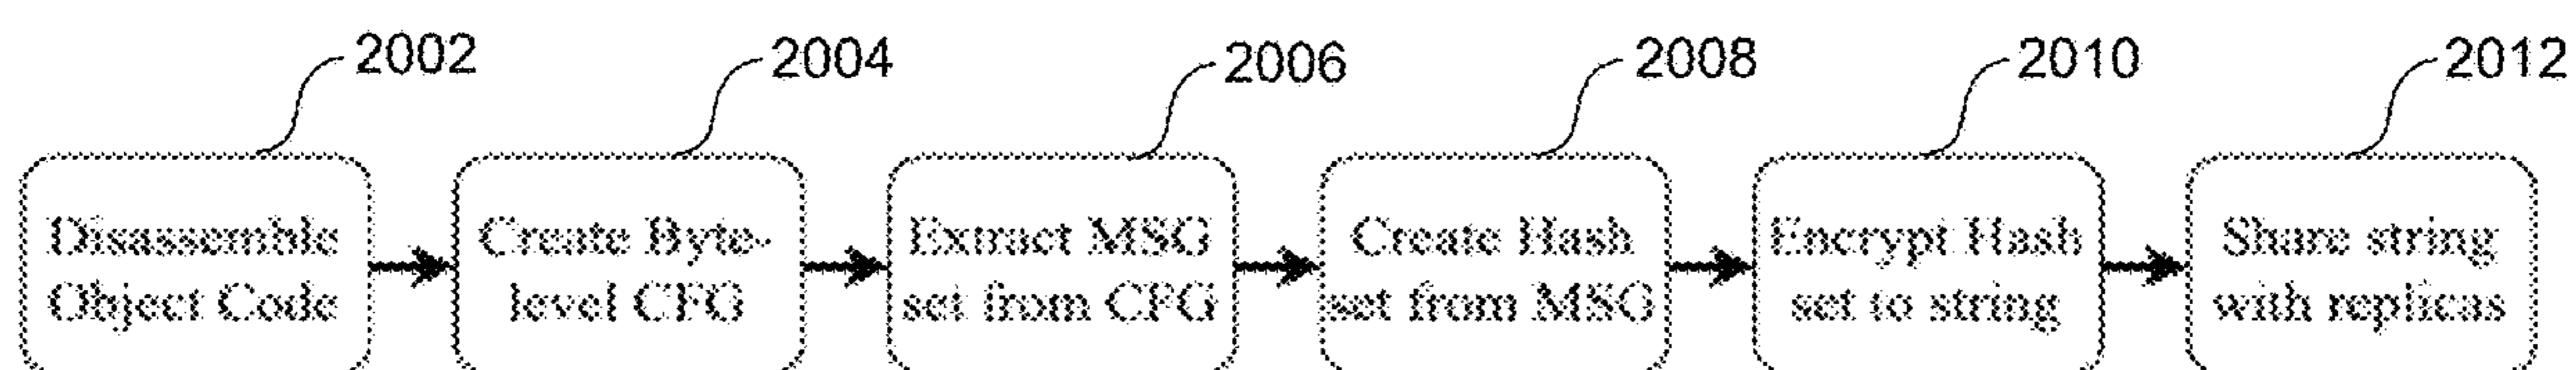 2002 2004 2006 2008 2010 2012
Disassemble Create Byte- Extract MSG Create Hash Encrypt Hash Share string
Object Code level CFG set from CFG set from MSG set to string with replicas